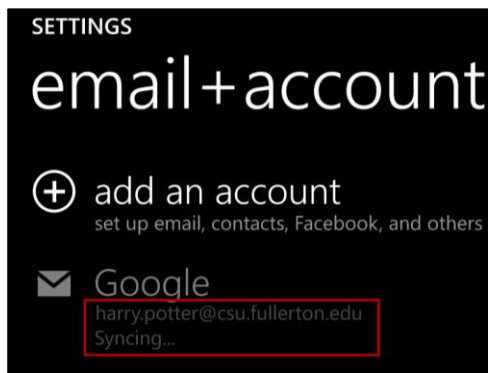 SETTINGS
email+account
add an account
set up email, contacts, Facebook, and others
Google
harry.potter@csu.fullerton.edu
Syncing...